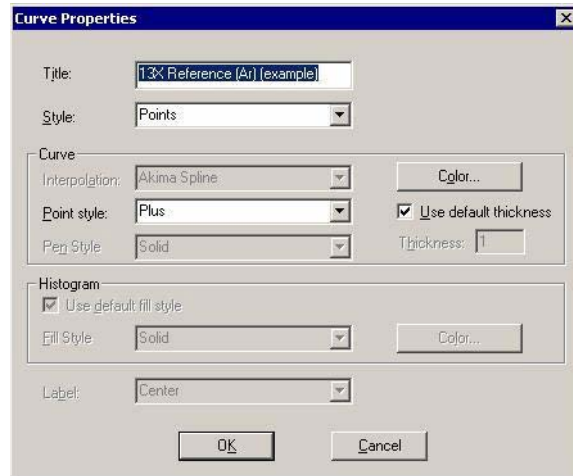 Curve Properties
Title: 13X Reference (Ar) (example)
Style: Points
Curve
Interpolation: Akima Spline
Color...
Point style: Plus
Use default thickness
Pen Style Solid
Thickness: 1
Histogram
Use default fill style
Fill Style Solid
Color...
Label: Center
OK
Cancel